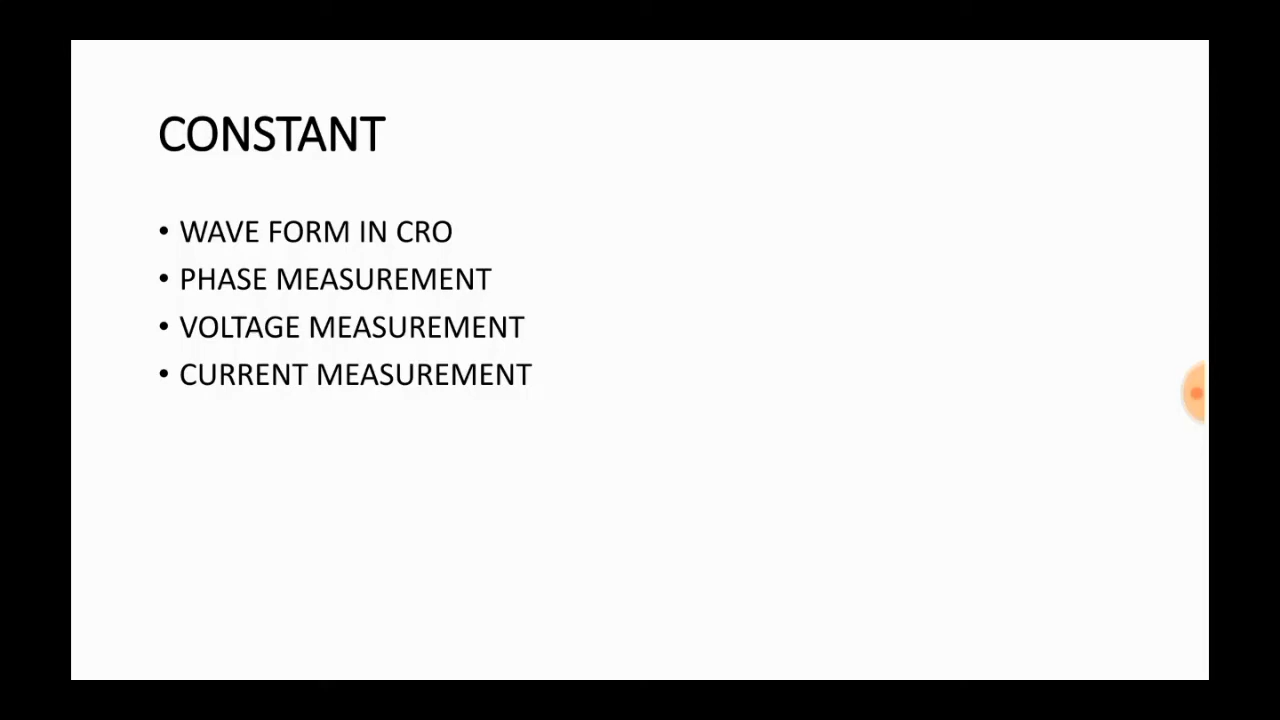 CONSTANT
• WAVE FORM IN CRO
• PHASE MEASUREMENT
• VOLTAGE MEASUREMENT
• CURRENT MEASUREMENT